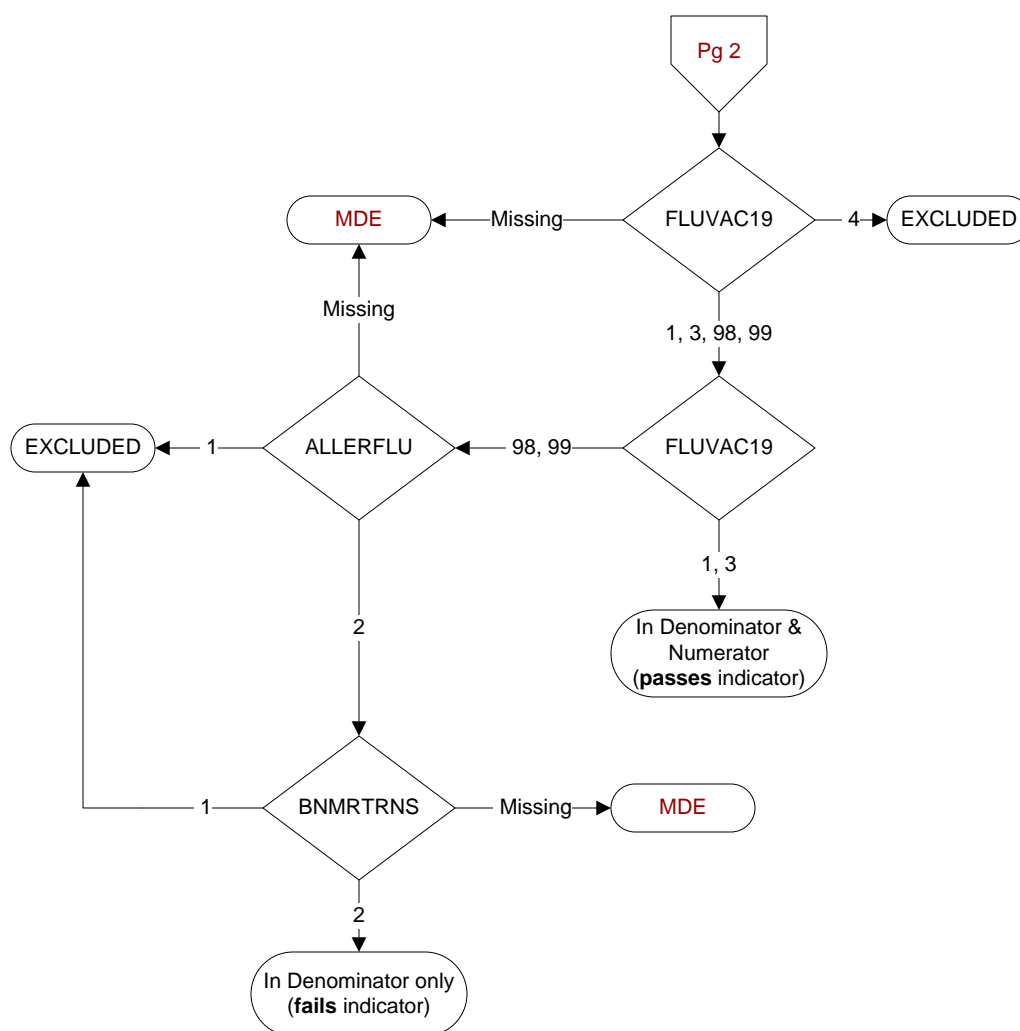 Pg 2
MDE
Missing
FLUVAC19
4
EXCLUDED
Missing
1, 3, 98, 99
EXCLUDED
1
ALLERFLU
98, 99
FLUVAC19
1, 3
2
In Denominator &
Numerator
(passes indicator)
1
BNMRTRNS
Missing
MDE
2
In Denominator only
(fails indicator)